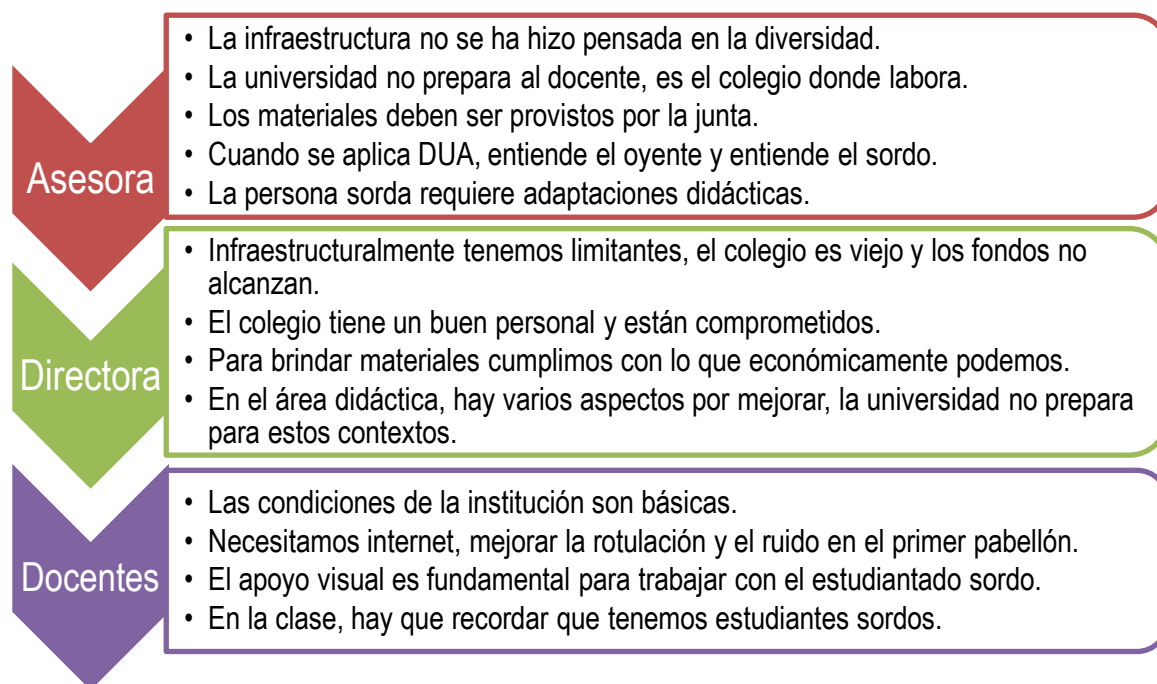 Asesora
• La infraestructura no se ha hizo pensada en la diversidad.
• La universidad no prepara al docente, es el colegio donde labora.
• Los materiales deben ser provistos por la junta.
• Cuando se aplica DUA, entiende el oyente y entiende el sordo.
• La persona sorda requiere adaptaciones didácticas.
Directora
• Infraestructuralmente tenemos limitantes, el colegio es viejo y los fondos no
alcanzan.
• El colegio tiene un buen personal y están comprometidos.
• Para brindar materiales cumplimos con lo que económicamente podemos.
• En el área didáctica, hay varios aspectos por mejorar, la universidad no prepara
para estos contextos.
Docentes
• Las condiciones de la institución son básicas.
• Necesitamos internet, mejorar la rotulación y el ruido en el primer pabellón.
• El apoyo visual es fundamental para trabajar con el estudiantado sordo.
• En la clase, hay que recordar que tenemos estudiantes sordos.